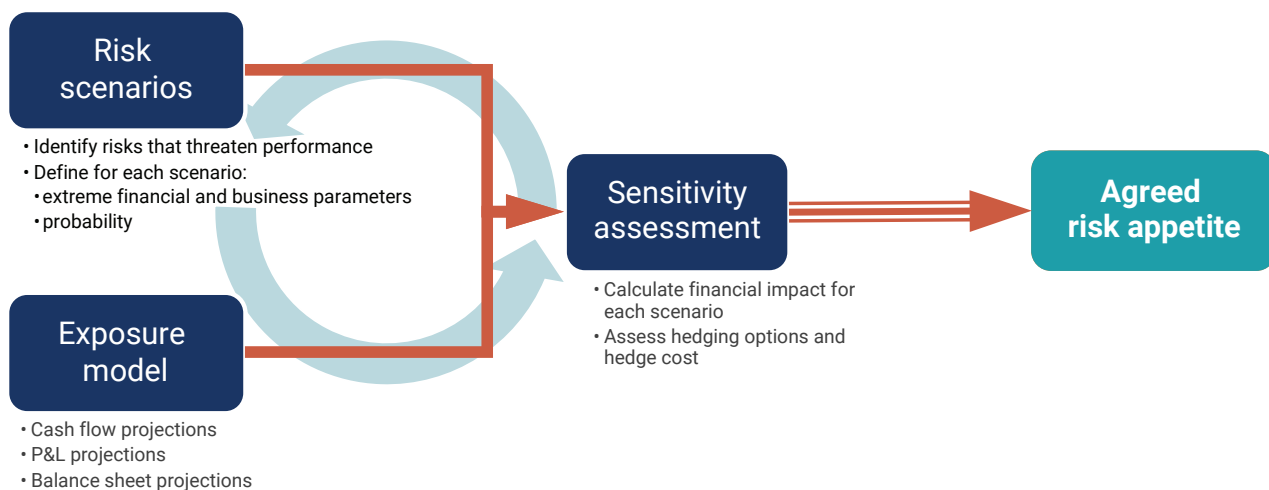 Risk
scenarios
• Identify risks that threaten performance
• Define for each scenario:
• extreme financial and business parameters
• probability
Exposure
model
• Cash flow projections
• P&L projections
• Balance sheet projections
Sensitivity
assessment
• Calculate financial impact for
each scenario
• Assess hedging options and
hedge cost
Agreed
risk appetite